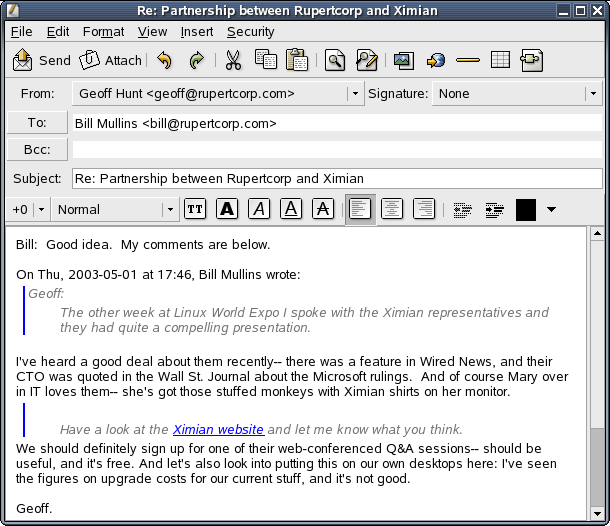 Re: Partnership between Rupertcorp and Ximian
File Edit Format View Insert Security
Send Attach
From: Geoff Hunt <geoff@rupertcorp.com> Signature: None
To: Bill Mullins <bill@rupertcorp.com>
Bcc:
Subject: Re: Partnership between Rupertcorp and Ximian
+0 Normal TT A A A A
Bill:  Good idea.  My comments are below.
On Thu, 2003-05-01 at 17:46, Bill Mullins wrote:
Geoff:
The other week at Linux World Expo I spoke with the Ximian representatives and
they had quite a compelling presentation.
I've heard a good deal about them recently-- there was a feature in Wired News, and their
CTO was quoted in the Wall St. Journal about the Microsoft rulings.  And of course Mary over
in IT loves them-- she's got those stuffed monkeys with Ximian shirts on her monitor.
Have a look at the Ximian website and let me know what you think.
We should definitely sign up for one of their web-conferenced Q&A sessions-- should be
useful, and it's free. And let's also look into putting this on our own desktops here: I've seen
the figures on upgrade costs for our current stuff, and it's not good.
Geoff.